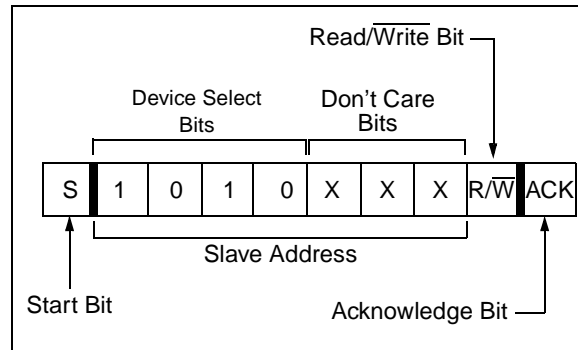 Read/Write Bit
Device Select
Bits
Don't Care
Bits
S 1 0 1 0 X X X R/W ACK
Slave Address
Start Bit
Acknowledge Bit